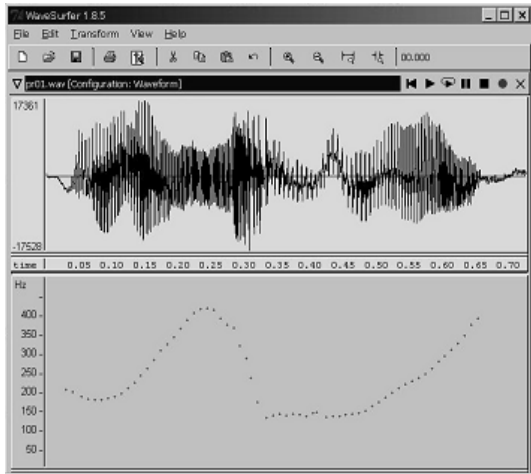 WaveSurfer 1.8.5
File Edit Transform View Help
00.000
pr01.wav [Configuration: Waveform]
17361
-17528
time 0.05 0.10 0.15 0.20 0.25 0.30 0.35 0.40 0.45 0.50 0.55 0.60 0.65 0.70
Hz
400
350
300
250
200
150
100
50